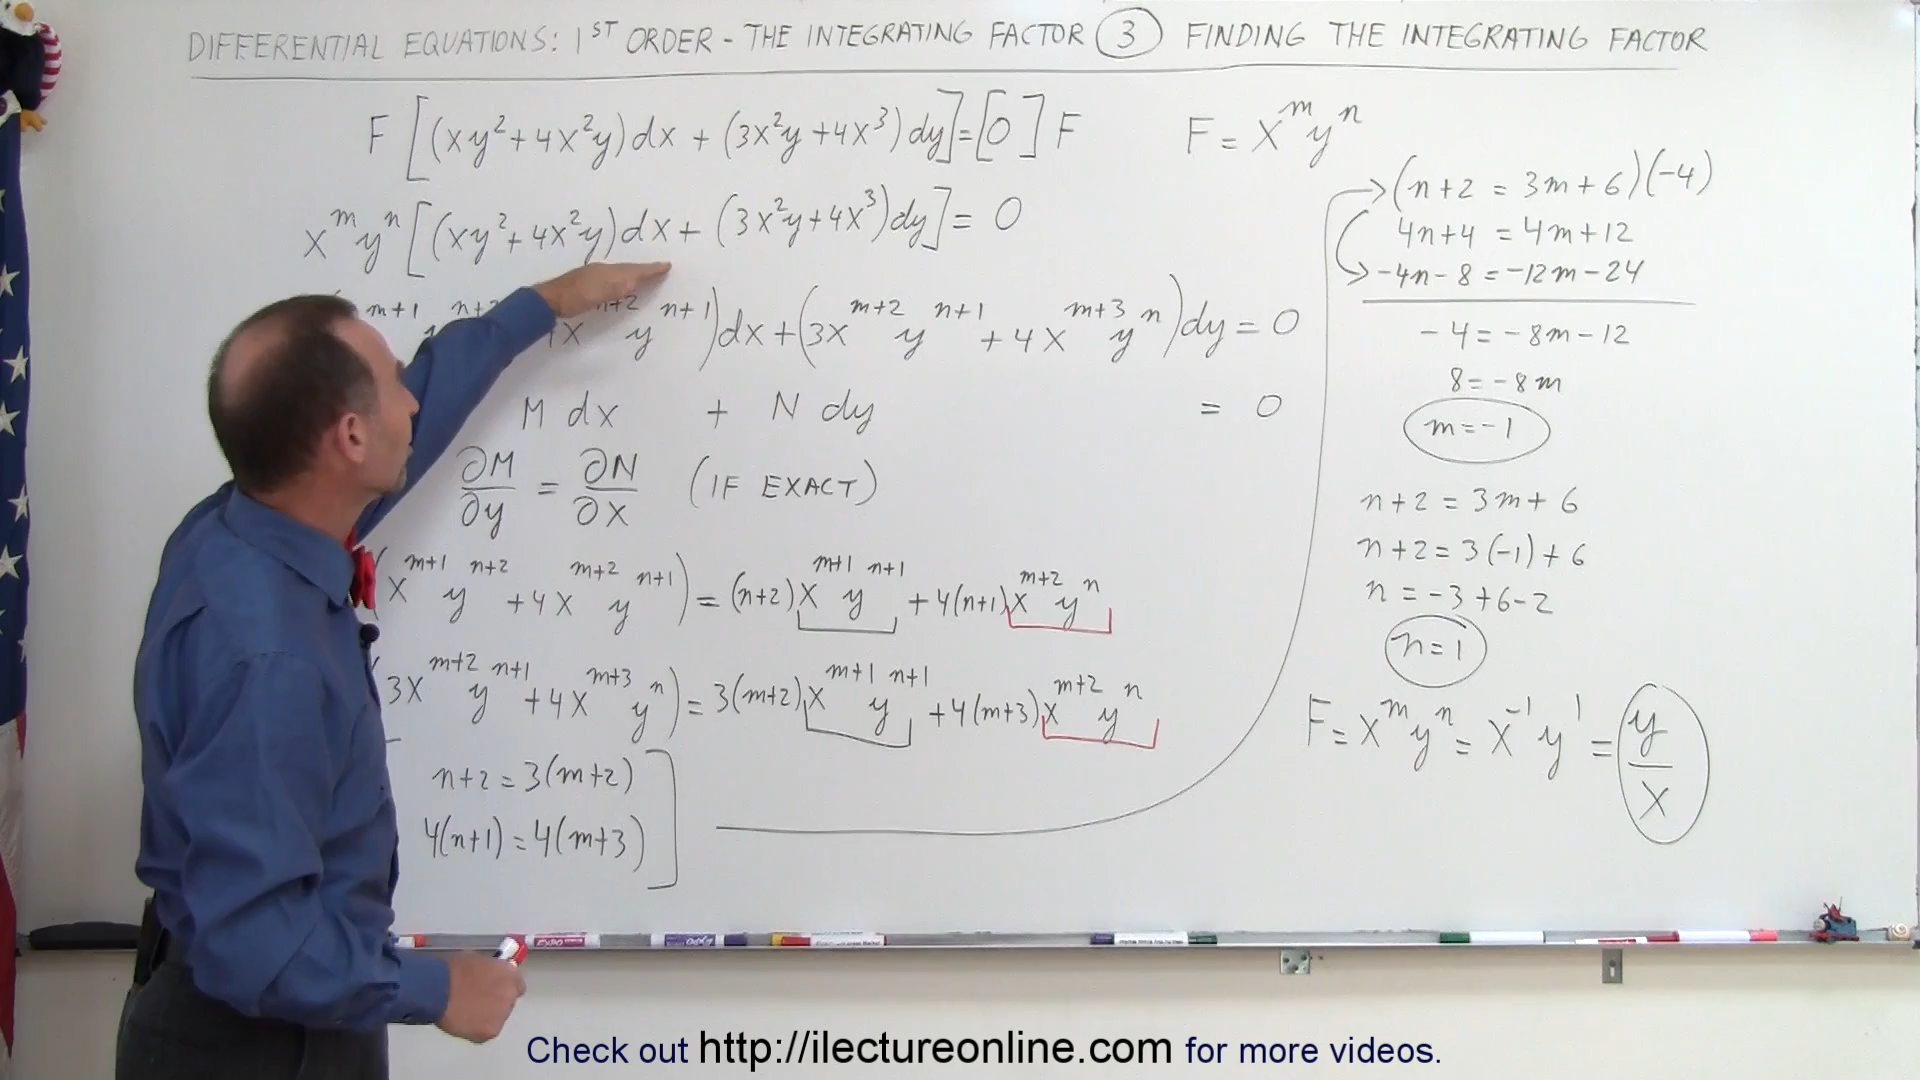 DIFFERENTIAL EQUATIONS: 1ST ORDER - THE INTEGRATING FACTOR (3) FINDING THE INTEGRATING FACTOR
F [(xy²+4x²y)dx + (3x²y+4x³)dy]=[0]F
x^m y^n [(xy²+4x²y)dx + (3x²y+4x³)dy] = 0
m+1 x^(m+2) y^(n+1))dx+(3x^(m+2) y^(n+1) + 4x^(m+3) y^n)dy = 0
M dx + N dy = 0
∂M/∂y = ∂N/∂x (IF EXACT)
(x^(m+1) y^(n+2) + 4x^(m+2) y^(n+1)) = (n+2)x^(m+1) y^(n+1) + 4(n+1)x^(m+2) y^n
(3x^(m+2) y^(n+1) + 4x^(m+3) y^n) = 3(m+2)x^(m+1) y^(n+1) + 4(m+3)x^(m+2) y^n
n+2 = 3(m+2)
4(n+1) = 4(m+3)
F = x^m y^n
(n+2 = 3m+6)(-4)
4n+4 = 4m+12
-4n-8 = -12m-24
-4 = -8m-12
8 = -8m
m = -1
n+2 = 3m+6
n+2 = 3(-1)+6
n = -3+6-2
n = 1
F = x^m y^n = x^-1 y^1 = y/x
EXPO
Check out http://ilectureonline.com for more videos.